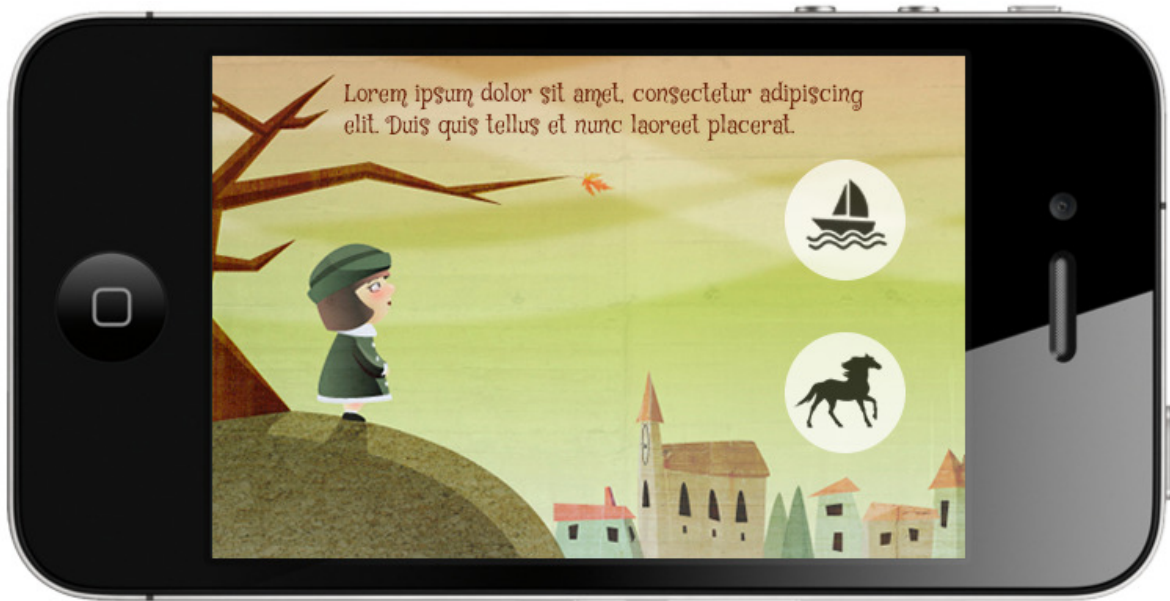 Lorem ipsum dolor sit amet, consectetur adipiscing
elit. Duis quis tellus et nunc laoreet placerat.